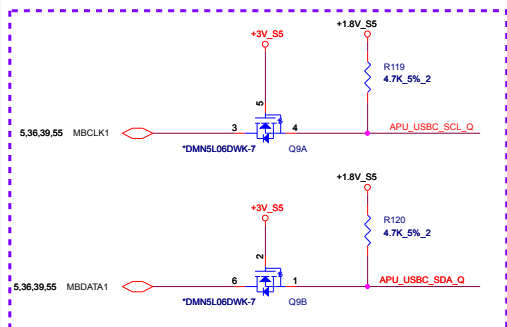 +1.8V_S5
+3V_S5
R119
4.7K_5%_2
5
5,36,39,55 MBCLK1
3
4
APU_USBC_SCL_Q
*DMN5L06DWK-7
Q9A
+1.8V_S5
+3V_S5
R120
4.7K_5%_2
2
5,36,39,55 MBDATA1
6
1
APU_USBC_SDA_Q
*DMN5L06DWK-7
Q9B